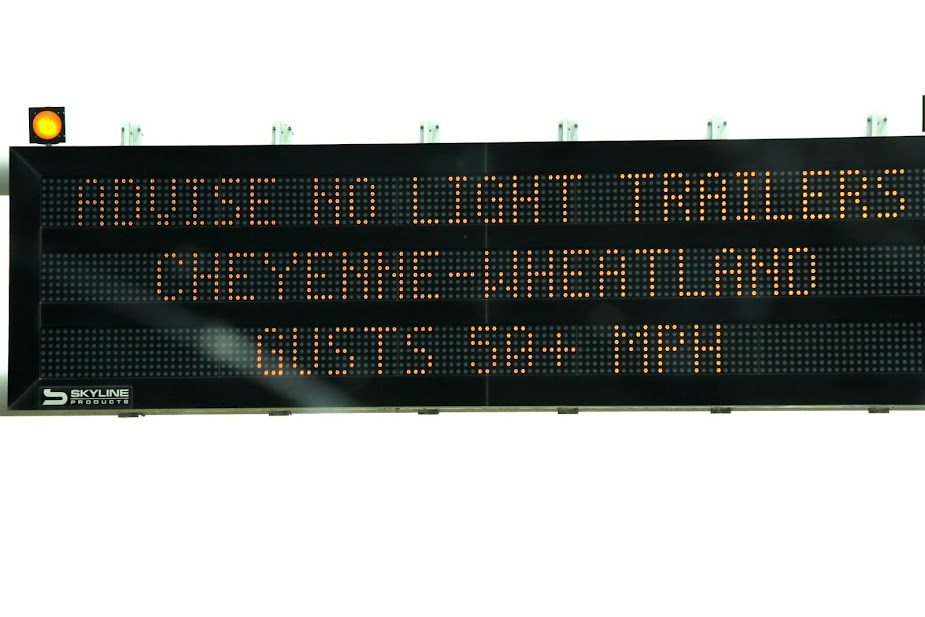 ADVISE NO LIGHT TRAILERS
CHEYENNE-WHEATLAND
GUSTS 50+ MPH
SKYLINE
PRODUCTS